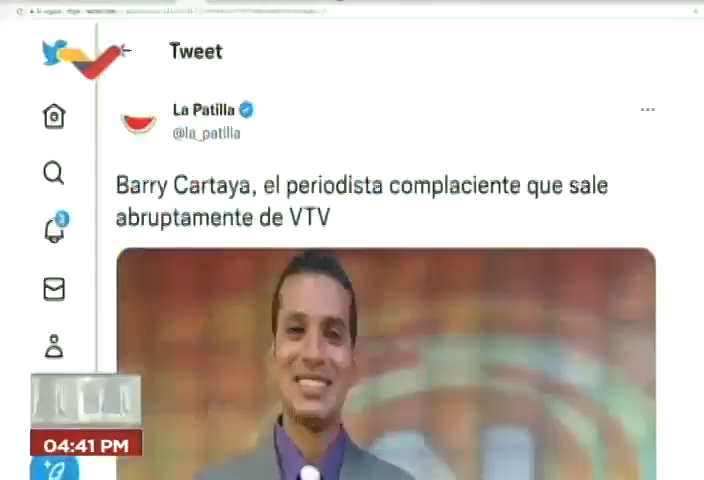 Tweet
La Patilla
@la_patilla
Barry Cartaya, el periodista complaciente que sale
abruptamente de VTV
04:41 PM